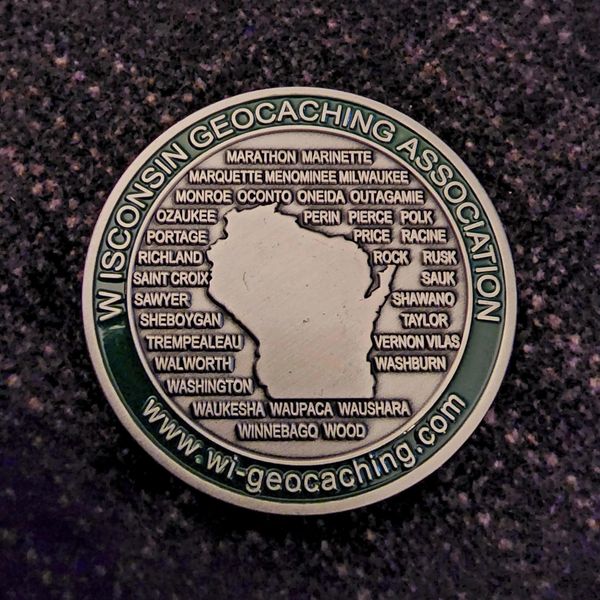 WISCONSIN GEOCACHING ASSOCIATION
MARATHON MARINETTE
MARQUETTE MENOMINEE MILWAUKEE
MONROE OCONTO ONEIDA OUTAGAMIE
OZAUKEE PERIN PIERCE POLK
PORTAGE PRICE RACINE
RICHLAND ROCK RUSK
SAINT CROIX SAUK
SAWYER SHAWANO
SHEBOYGAN TAYLOR
TREMPEALEAU VERNON VILAS
WALWORTH WASHBURN
WASHINGTON
WAUKESHA WAUPACA WAUSHARA
WINNEBAGO WOOD
www.wi-geocaching.com